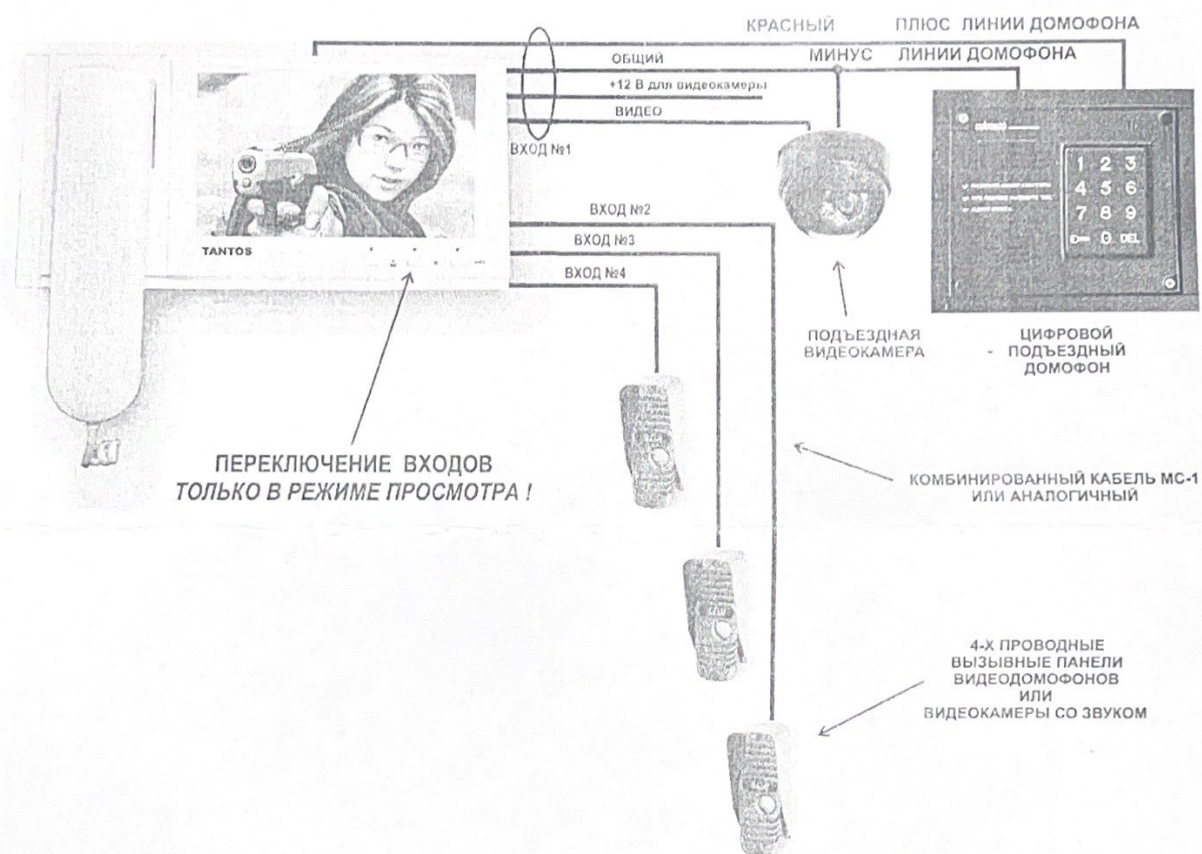 КРАСНЫЙ ПЛЮС ЛИНИИ ДОМОФОНА
ОБЩИЙ МИНУС ЛИНИИ ДОМОФОНА
+12 В для видеокамеры
ВИДЕО
ВХОД №1
1 2 3
4 5 6
7 8 9
0 DEL
ВХОД №2
TANTOS
ВХОД №3
ВХОД №4
ПОДЪЕЗДНАЯ
ВИДЕОКАМЕРА
ЦИФРОВОЙ
- ПОДЪЕЗДНЫЙ
ДОМОФОН
ПЕРЕКЛЮЧЕНИЕ ВХОДОВ
ТОЛЬКО В РЕЖИМЕ ПРОСМОТРА !
КОМБИНИРОВАННЫЙ КАБЕЛЬ МС-1
ИЛИ АНАЛОГИЧНЫЙ
4-Х ПРОВОДНЫЕ
ВЫЗЫВНЫЕ ПАНЕЛИ
ВИДЕОДОМОФОНОВ
ИЛИ
ВИДЕОКАМЕРЫ СО ЗВУКОМ